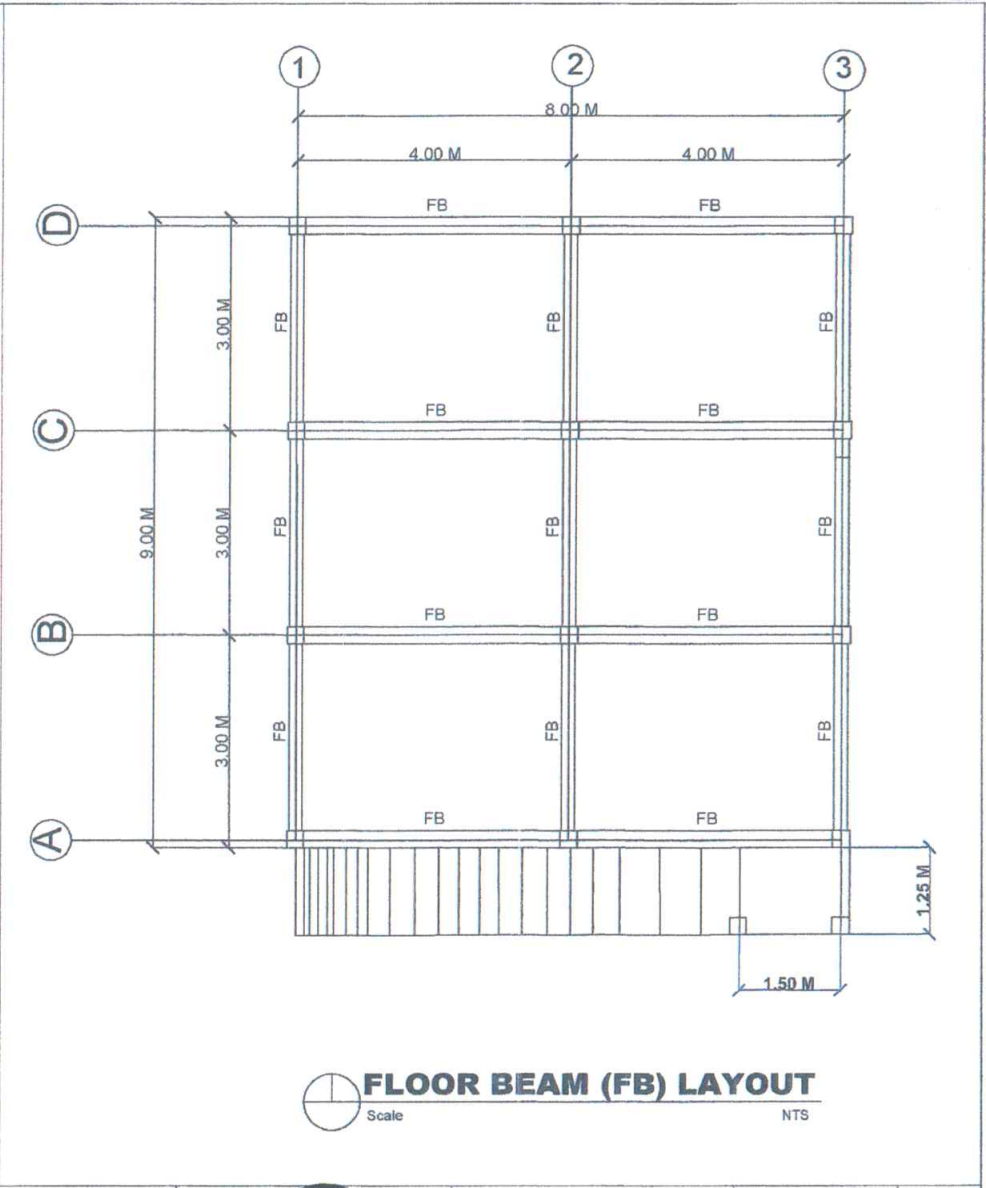 1 2 3
8.00 M
4.00 M 4.00 M
FB FB
D
3.00 M FB FB FB
FB FB
C
9.00 M 3.00 M FB FB FB
FB FB
B
3.00 M FB FB FB
FB FB
A
1.25 M
1.50 M
FLOOR BEAM (FB) LAYOUT
Scale NTS